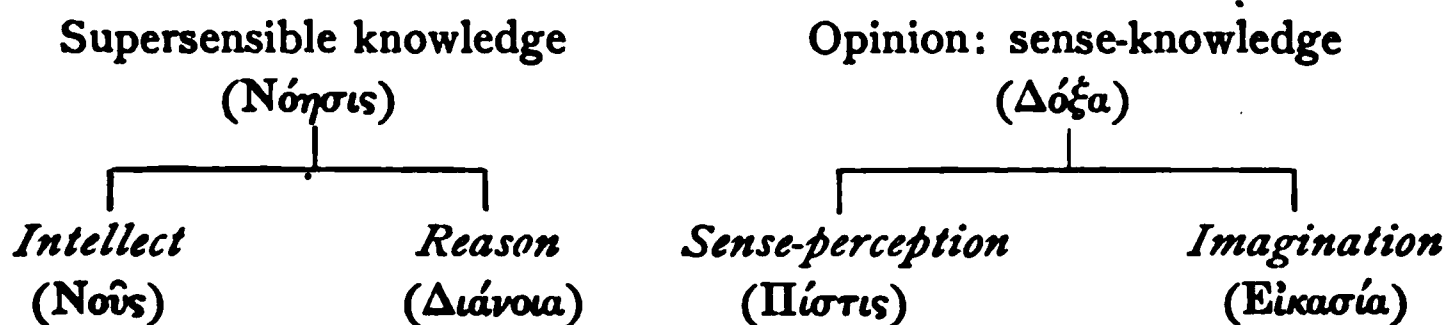 Supersensible knowledge Opinion: sense-knowledge
(Νόησις) (Δόξα)
Intellect Reason Sense-perception Imagination
(Νοῦς) (Διάνοια) (Πίστις) (Εἰκασία)